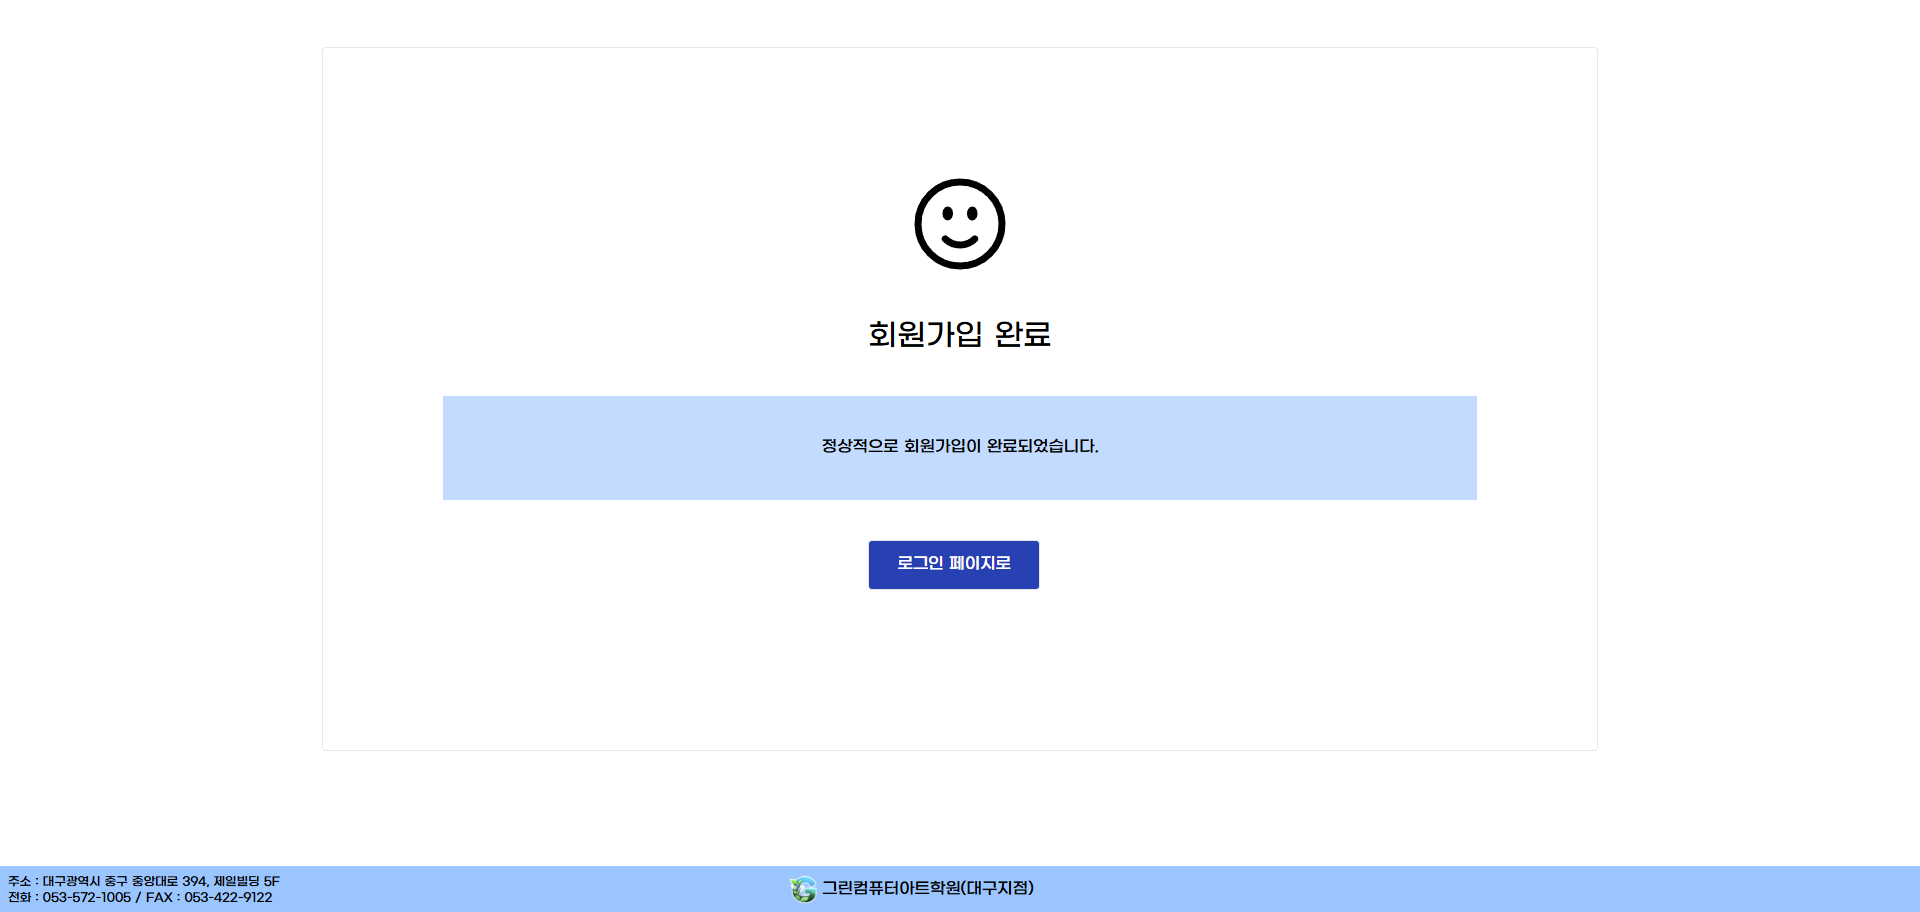 회원가입 완료
정상적으로 회원가입이 완료되었습니다.
로그인 페이지로
주소 : 대구광역시 중구 중앙대로 394, 제일빌딩 5F
전화 : 053-572-1005 / FAX : 053-422-9122
그린컴퓨터아트학원(대구지점)